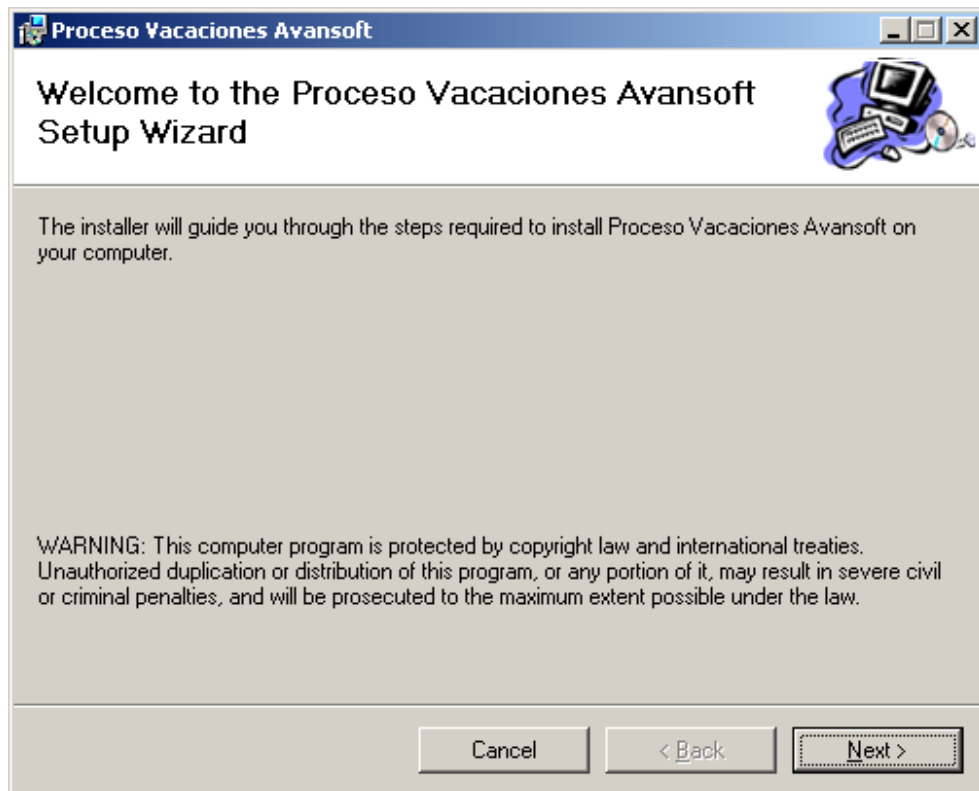 Proceso Vacaciones Avansoft
Welcome to the Proceso Vacaciones Avansoft
Setup Wizard
The installer will guide you through the steps required to install Proceso Vacaciones Avansoft on
your computer.
WARNING: This computer program is protected by copyright law and international treaties.
Unauthorized duplication or distribution of this program, or any portion of it, may result in severe civil
or criminal penalties, and will be prosecuted to the maximum extent possible under the law.
Cancel
< Back
Next >